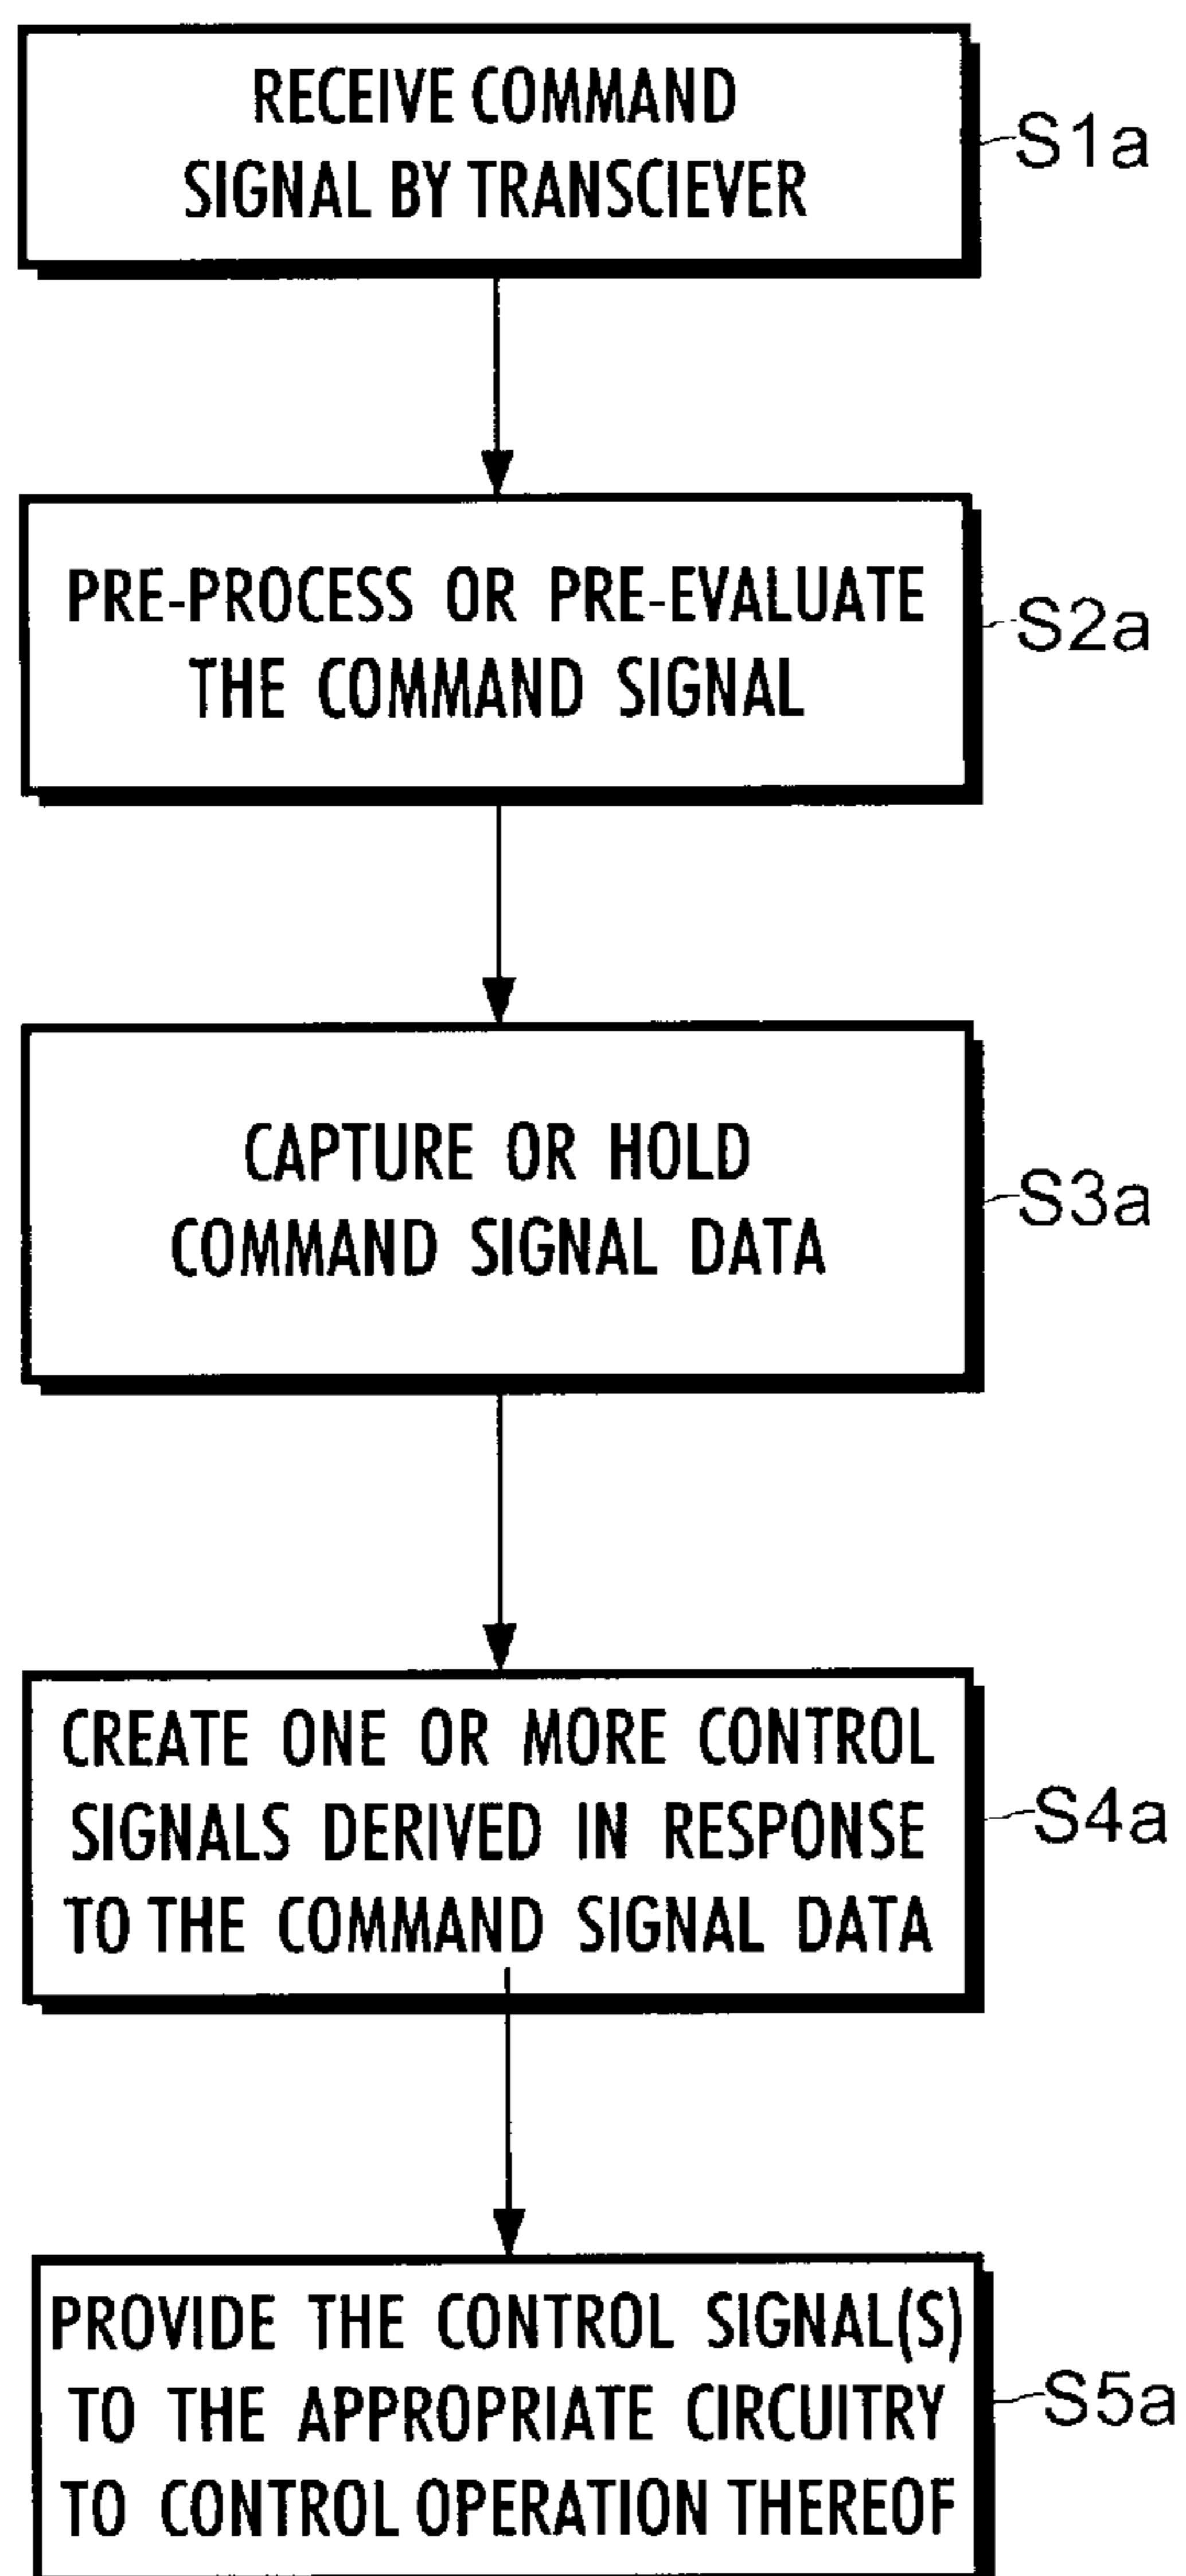 RECEIVE COMMAND
SIGNAL BY TRANSCIEVER
S1a
PRE-PROCESS OR PRE-EVALUATE
THE COMMAND SIGNAL
S2a
CAPTURE OR HOLD
COMMAND SIGNAL DATA
S3a
CREATE ONE OR MORE CONTROL
SIGNALS DERIVED IN RESPONSE
TO THE COMMAND SIGNAL DATA
S4a
PROVIDE THE CONTROL SIGNAL(S)
TO THE APPROPRIATE CIRCUITRY
TO CONTROL OPERATION THEREOF
S5a